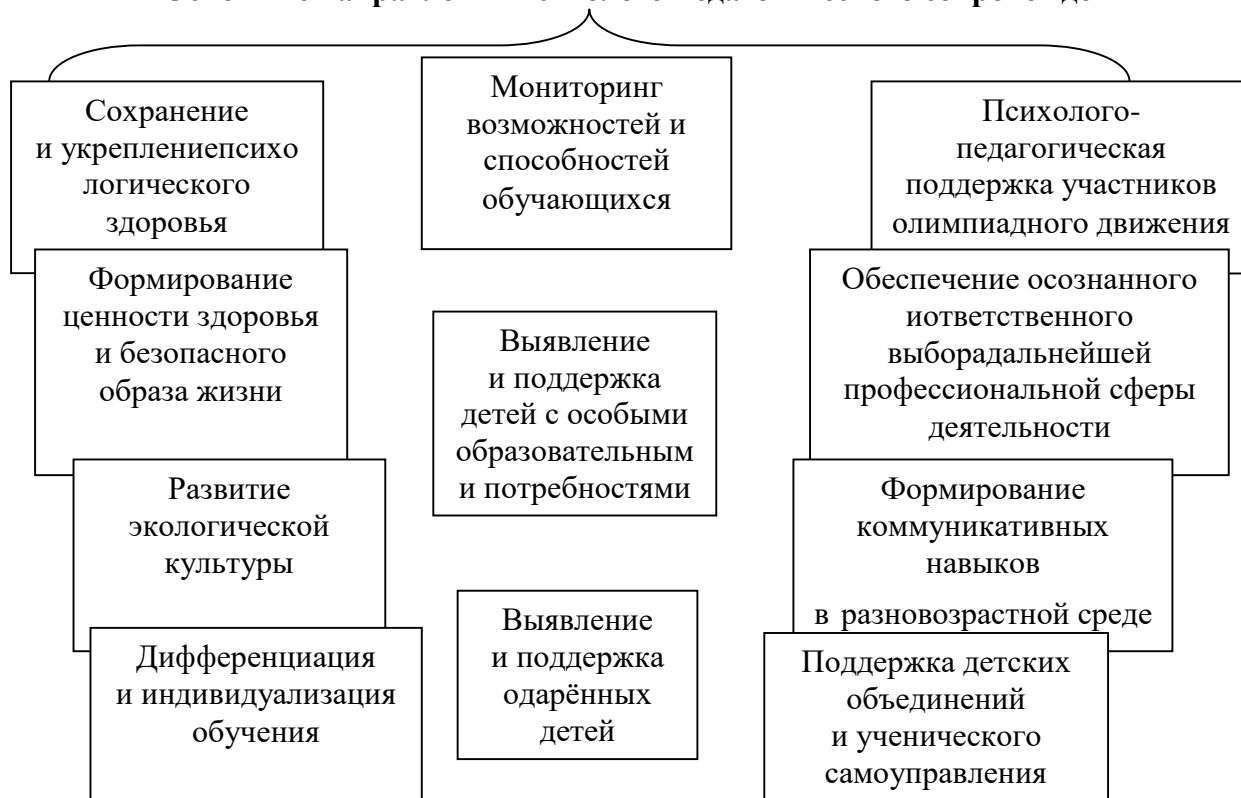 Сохранение
и укреплениепсихо
логического
здоровья
Формирование
ценности здоровья
и безопасного
образа жизни
Развитие
экологической
культуры
Дифференциация
и индивидуализация
обучения
Мониторинг
возможностей и
способностей
обучающихся
Выявление
и поддержка
детей с особыми
образовательным
и потребностями
Выявление
и поддержка
одарённых
детей
Психолого-
педагогическая
поддержка участников
олимпиадного движения
Обеспечение осознанного
иответственного
выборадальнейшей
профессиональной сферы
деятельности
Формирование
коммуникативных
навыков
в разновозрастной среде
Поддержка детских
объединений
и ученического
самоуправления